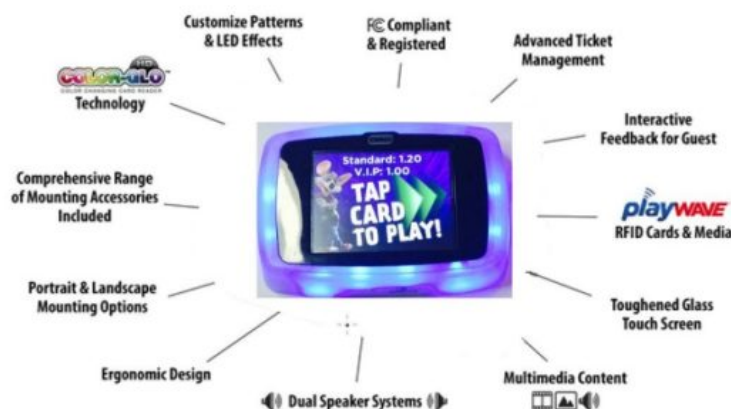 Customize Patterns
& LED Effects
FC Compliant
& Registered
Advanced Ticket
Management
HD
COLOR-GLO™
COLOR CHANGING CARD READER
Technology
Interactive
Feedback for Guest
Comprehensive Range
of Mounting Accessories
Included
Standard: 1.20
V.I.P: 1.00
TAP
CARD
TO PLAY!
playWAVE
RFID Cards & Media
Portrait & Landscape
Mounting Options
Toughened Glass
Touch Screen
Ergonomic Design
Dual Speaker Systems
Multimedia Content